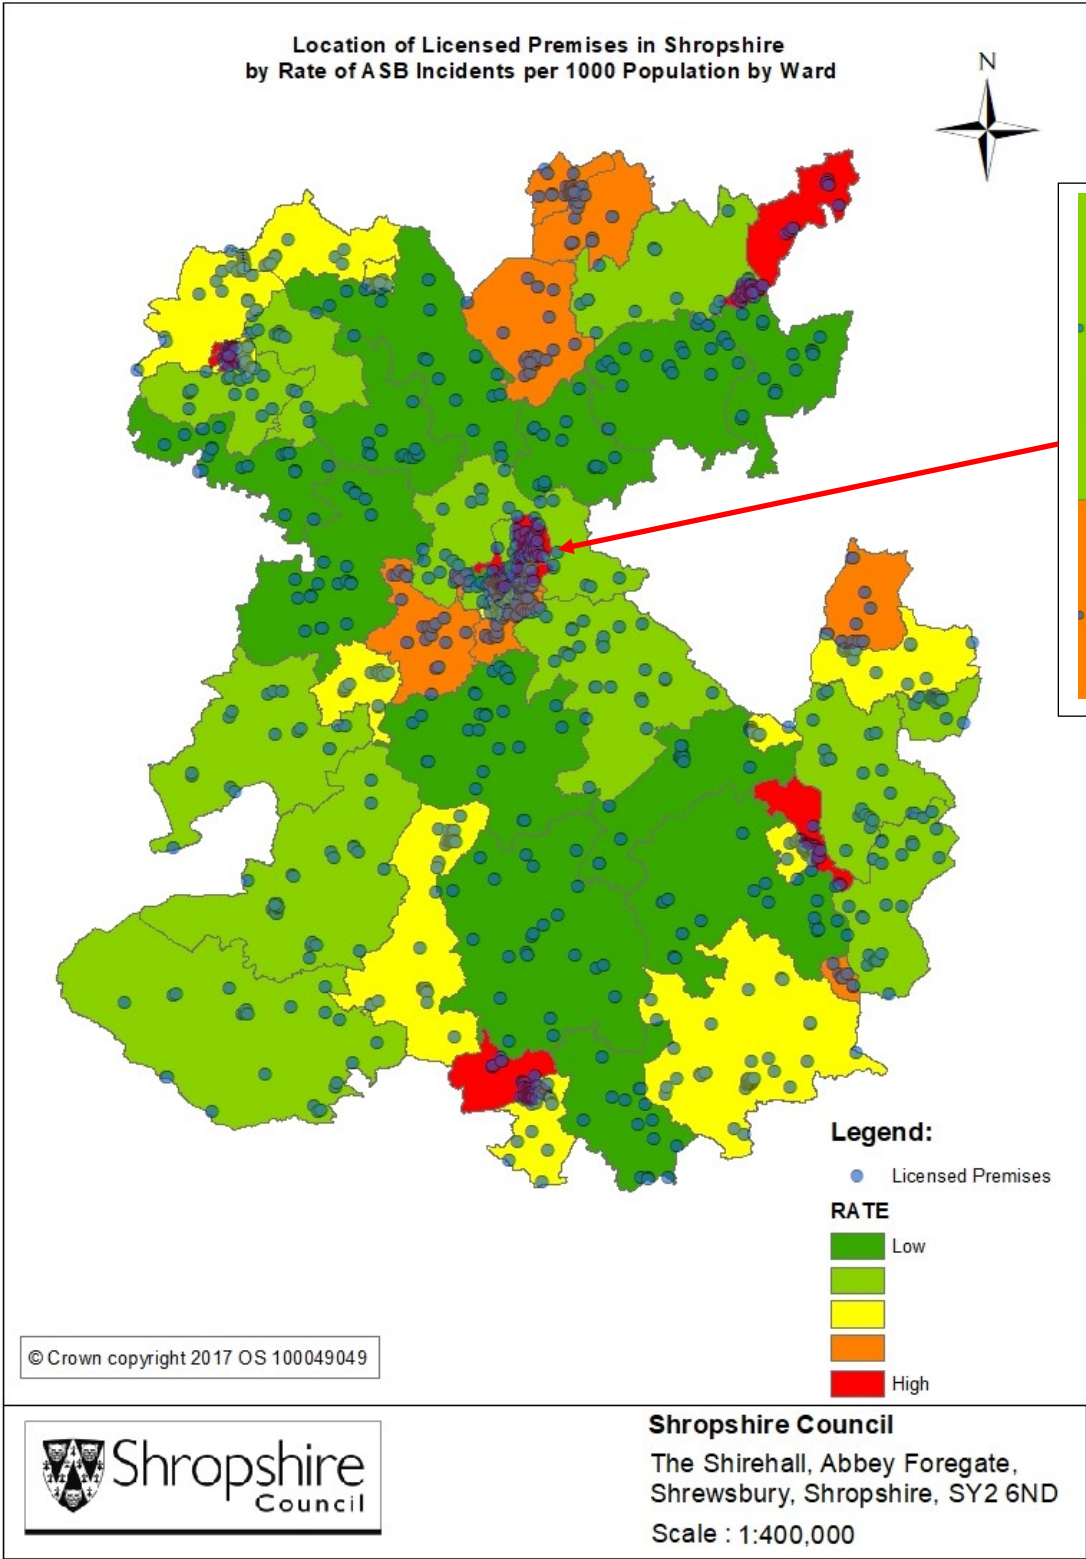 Location of Licensed Premises in Shropshire
by Rate of ASB Incidents per 1000 Population by Ward
N
Legend:
Licensed Premises
RATE
Low
High
© Crown copyright 2017 OS 100049049
Shropshire
Council
Shropshire Council
The Shirehall, Abbey Foregate,
Shrewsbury, Shropshire, SY2 6ND
Scale : 1:400,000